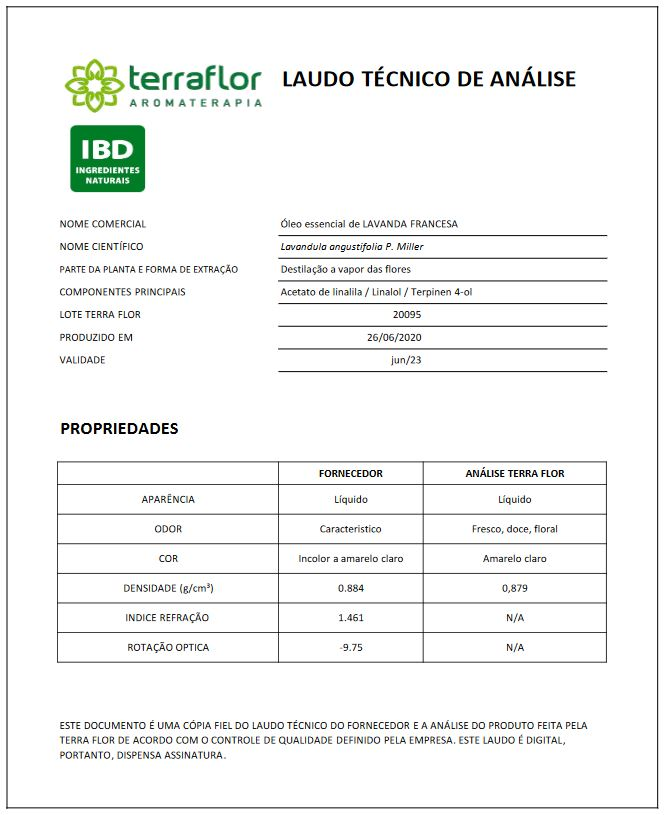 terraflor
AROMATERAPIA
LAUDO TÉCNICO DE ANÁLISE
IBD
INGREDIENTES
NATURAIS
NOME COMERCIAL Óleo essencial de LAVANDA FRANCESA
NOME CIENTÍFICO Lavandula angustifolia P. Miller
PARTE DA PLANTA E FORMA DE EXTRAÇÃO Destilação a vapor das flores
COMPONENTES PRINCIPAIS Acetato de linalila / Linalol / Terpinen 4-ol
LOTE TERRA FLOR 20095
PRODUZIDO EM 26/06/2020
VALIDADE jun/23
PROPRIEDADES
FORNECEDOR ANÁLISE TERRA FLOR
APARÊNCIA Líquido Líquido
ODOR Caracteristico Fresco, doce, floral
COR Incolor a amarelo claro Amarelo claro
DENSIDADE (g/cm³) 0.884 0,879
INDICE REFRAÇÃO 1.461 N/A
ROTAÇÃO OPTICA -9.75 N/A
ESTE DOCUMENTO É UMA CÓPIA FIEL DO LAUDO TÉCNICO DO FORNECEDOR E A ANÁLISE DO PRODUTO FEITA PELA
TERRA FLOR DE ACORDO COM O CONTROLE DE QUALIDADE DEFINIDO PELA EMPRESA. ESTE LAUDO É DIGITAL,
PORTANTO, DISPENSA ASSINATURA.